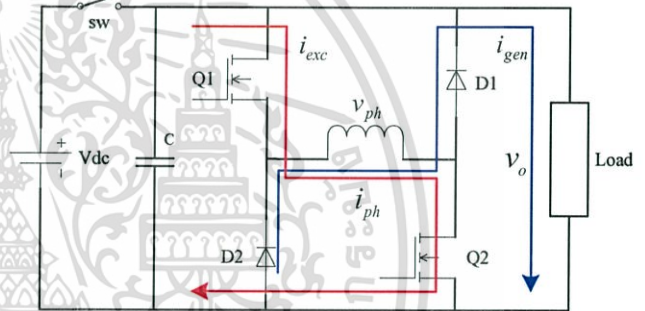 sw
i_exc
i_gen
Q1
D1
v_ph
C
+
Vdc
-
v_o
Load
i_ph
D2
Q2